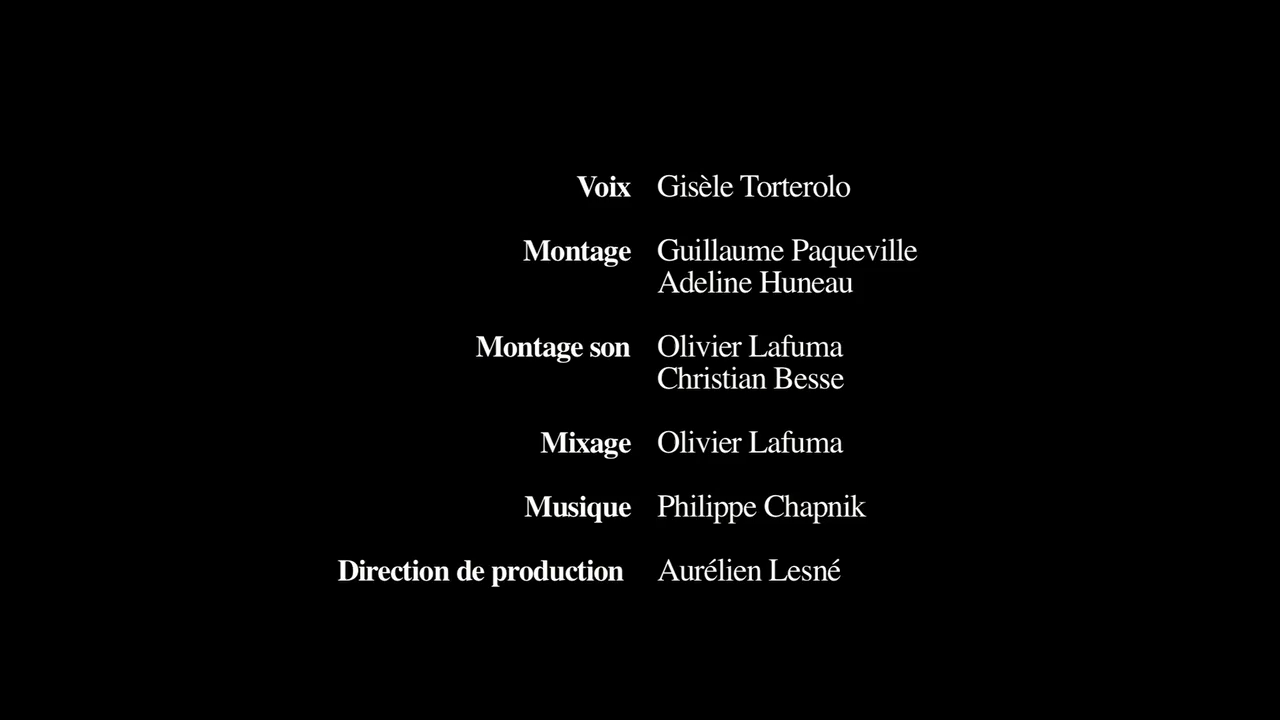 Voix Gisèle Torterolo
Montage Guillaume Paqueville
Adeline Huneau
Montage son Olivier Lafuma
Christian Besse
Mixage Olivier Lafuma
Musique Philippe Chapnik
Direction de production Aurélien Lesné